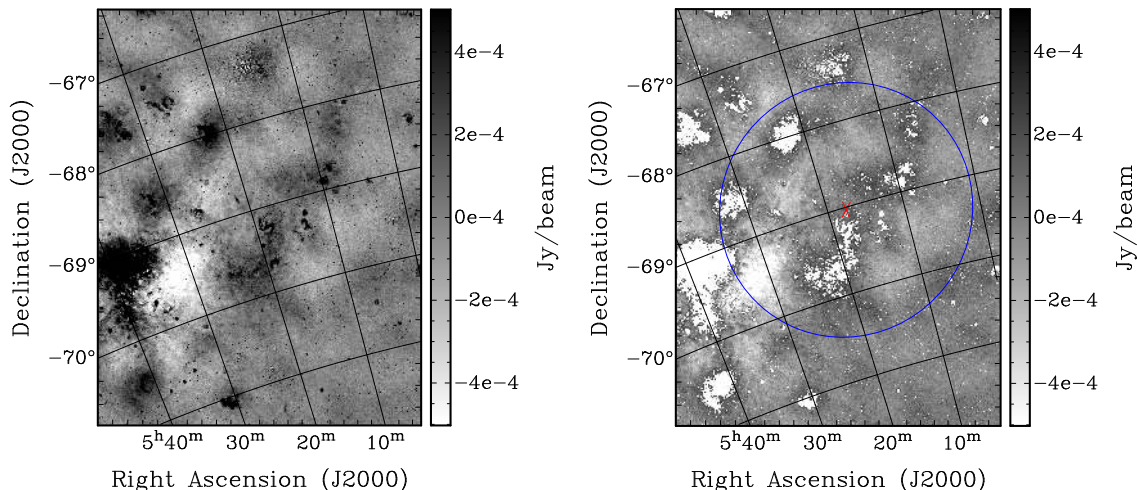 4e-4
−67°
2e-4
−68°
0e-4
−69°
−2e-4
−70°
−4e-4
5ʰ40ᵐ 30ᵐ 20ᵐ 10ᵐ
Right Ascension (J2000)
Declination (J2000)
Jy/beam
4e-4
−67°
2e-4
−68°
0e-4
−69°
−2e-4
−70°
−4e-4
5ʰ40ᵐ 30ᵐ 20ᵐ 10ᵐ
Right Ascension (J2000)
Declination (J2000)
Jy/beam